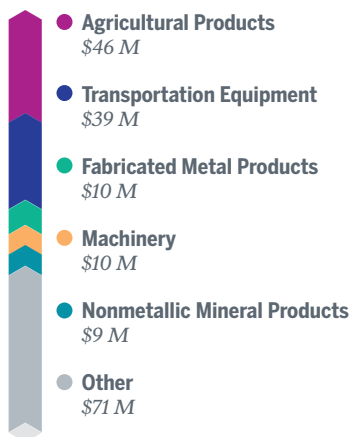 Agricultural Products
$46 M
Transportation Equipment
$39 M
Fabricated Metal Products
$10 M
Machinery
$10 M
Nonmetallic Mineral Products
$9 M
Other
$71 M